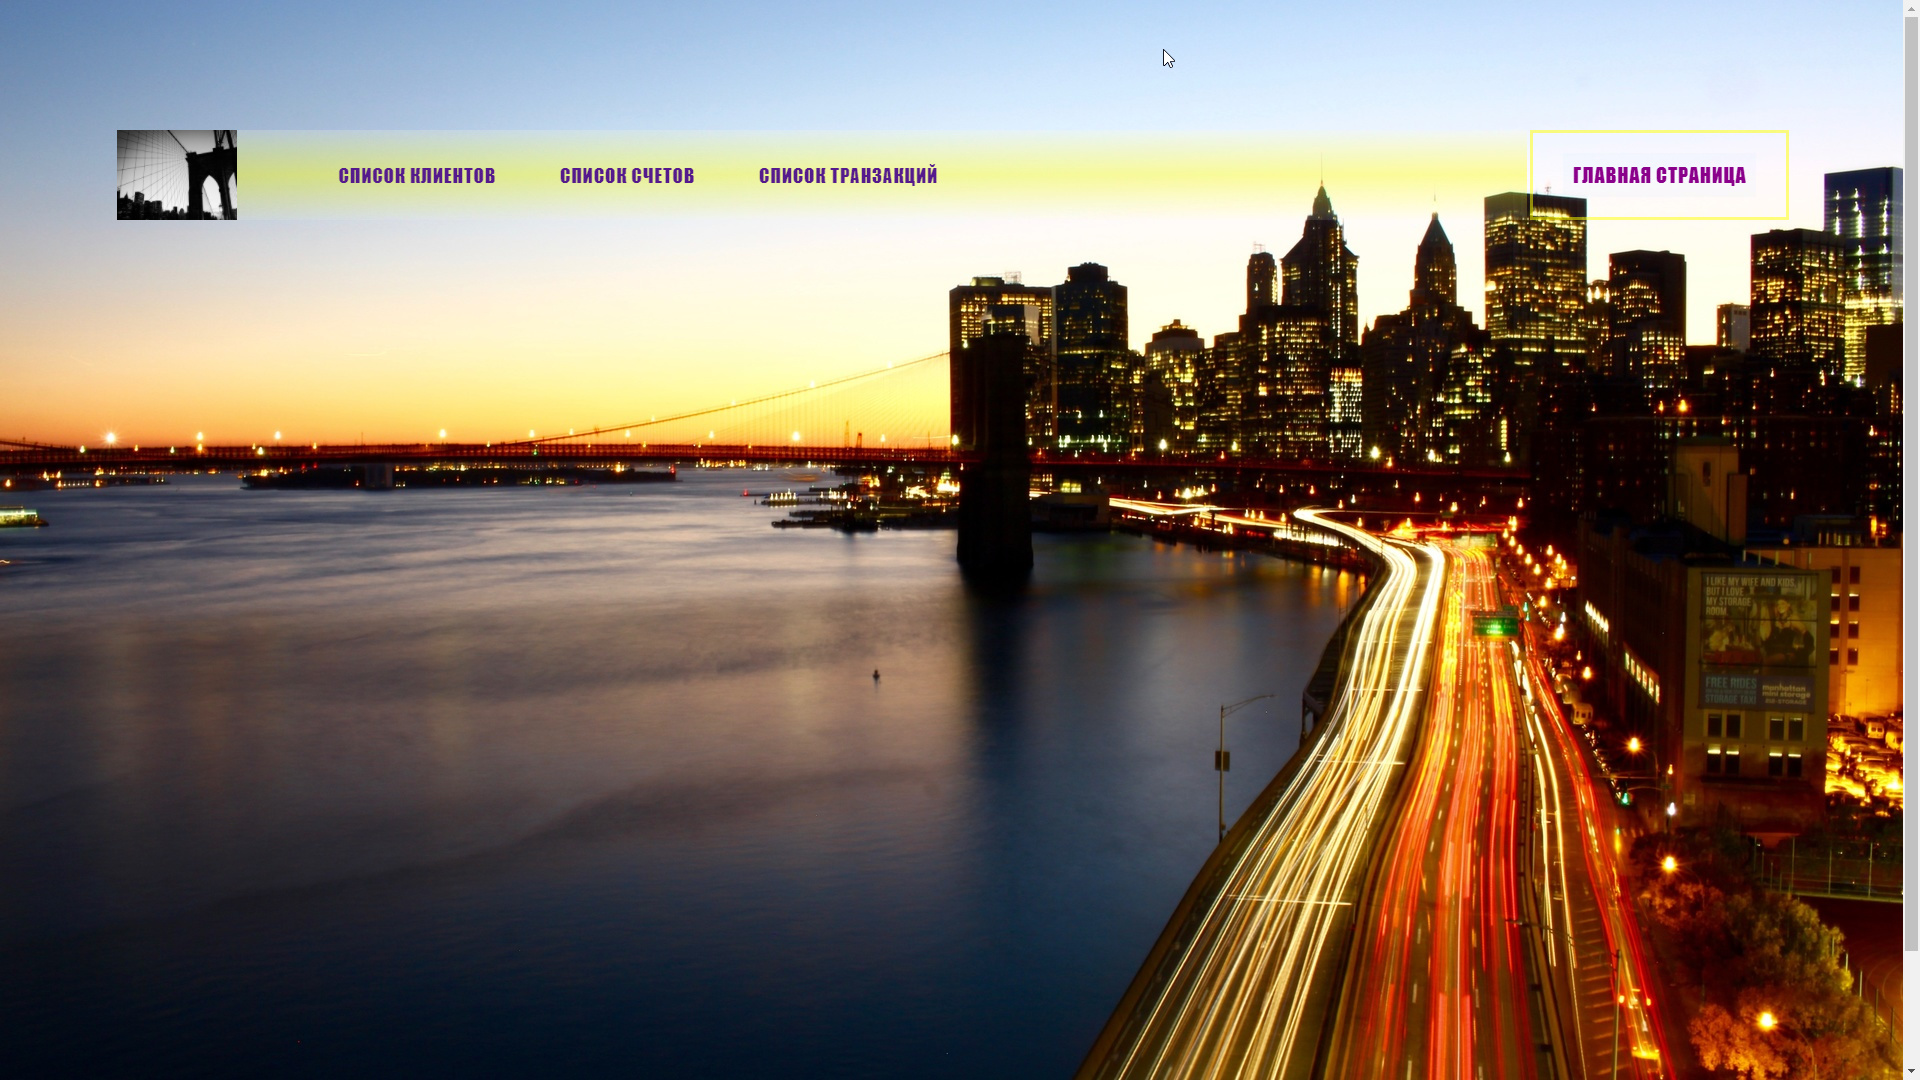 СПИСОК КЛИЕНТОВ
СПИСОК СЧЕТОВ
СПИСОК ТРАНЗАКЦИЙ
ГЛАВНАЯ СТРАНИЦА
I LIKE MY WIFE AND KIDS,
BUT I LOVE
MY STORAGE
ROOM.
FREE RIDES
STORAGE TAXI
manhattan
mini storage